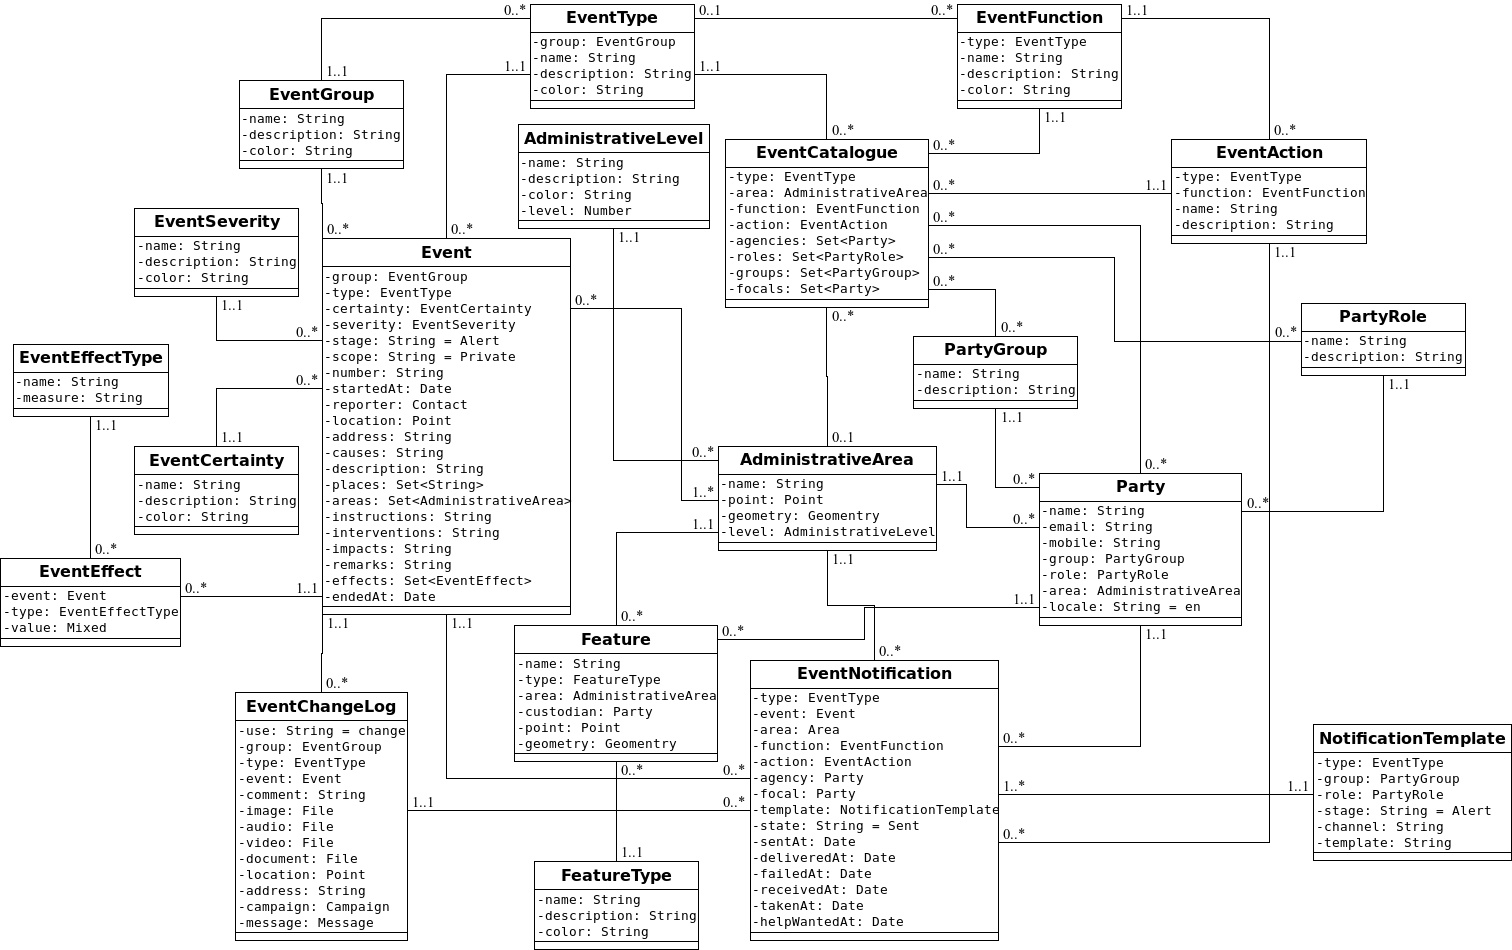 0..*
EventType
0..1
0..*
EventFunction
1..1
-group: EventGroup
-name: String
-description: String
-color: String
1..1
1..1
-type: EventType
-name: String
-description: String
-color: String
1..1
1..1
EventGroup
-name: String
-description: String
-color: String
1..1
AdministrativeLevel
-name: String
-description: String
-color: String
-level: Number
1..1
0..*
EventCatalogue
-type: EventType
-area: AdministrativeArea
-function: EventFunction
-action: EventAction
-agencies: Set<Party>
-roles: Set<PartyRole>
-groups: Set<PartyGroup>
-focals: Set<Party>
0..*
0..*
0..*
0..*
0..*
0..*
1..1
0..*
EventAction
-type: EventType
-function: EventFunction
-name: String
-description: String
1..1
EventSeverity
-name: String
-description: String
-color: String
1..1
0..*
0..*
0..*
Event
-group: EventGroup
-type: EventType
-certainty: EventCertainty
-severity: EventSeverity
-stage: String = Alert
-scope: String = Private
-number: String
-startedAt: Date
-reporter: Contact
-location: Point
-address: String
-causes: String
-description: String
-places: Set<String>
-areas: Set<AdministrativeArea>
-instructions: String
-interventions: String
-impacts: String
-remarks: String
-effects: Set<EventEffect>
-endedAt: Date
0..*
0..*
1..1
1..1
1..1
EventEffectType
-name: String
-measure: String
1..1
0..*
1..1
EventCertainty
-name: String
-description: String
-color: String
0..*
EventEffect
-event: Event
-type: EventEffectType
-value: Mixed
0..*
0..*
PartyGroup
-name: String
-description: String
1..1
0..*
PartyRole
-name: String
-description: String
1..1
0..1
AdministrativeArea
-name: String
-point: Point
-geometry: Geomentry
-level: AdministrativeLevel
0..*
1..*
1..1
1..1
1..1
0..*
Party
-name: String
-email: String
-mobile: String
-group: PartyGroup
-role: PartyRole
-area: AdministrativeArea
-locale: String = en
0..*
0..*
0..*
1..1
1..1
0..*
Feature
-name: String
-type: FeatureType
-area: AdministrativeArea
-custodian: Party
-point: Point
-geometry: Geomentry
0..*
0..*
1..1
FeatureType
-name: String
-description: String
-color: String
0..*
EventChangeLog
-use: String = change
-group: EventGroup
-type: EventType
-event: Event
-comment: String
-image: File
-audio: File
-video: File
-document: File
-location: Point
-address: String
-campaign: Campaign
-message: Message
1..1
0..*
EventNotification
-type: EventType
-event: Event
-area: Area
-function: EventFunction
-action: EventAction
-agency: Party
-focal: Party
-template: NotificationTemplate
-state: String = Sent
-sentAt: Date
-deliveredAt: Date
-failedAt: Date
-receivedAt: Date
-takenAt: Date
-helpWantedAt: Date
0..*
0..*
0..*
1..*
0..*
1..1
NotificationTemplate
-type: EventType
-group: PartyGroup
-role: PartyRole
-stage: String = Alert
-channel: String
-template: String